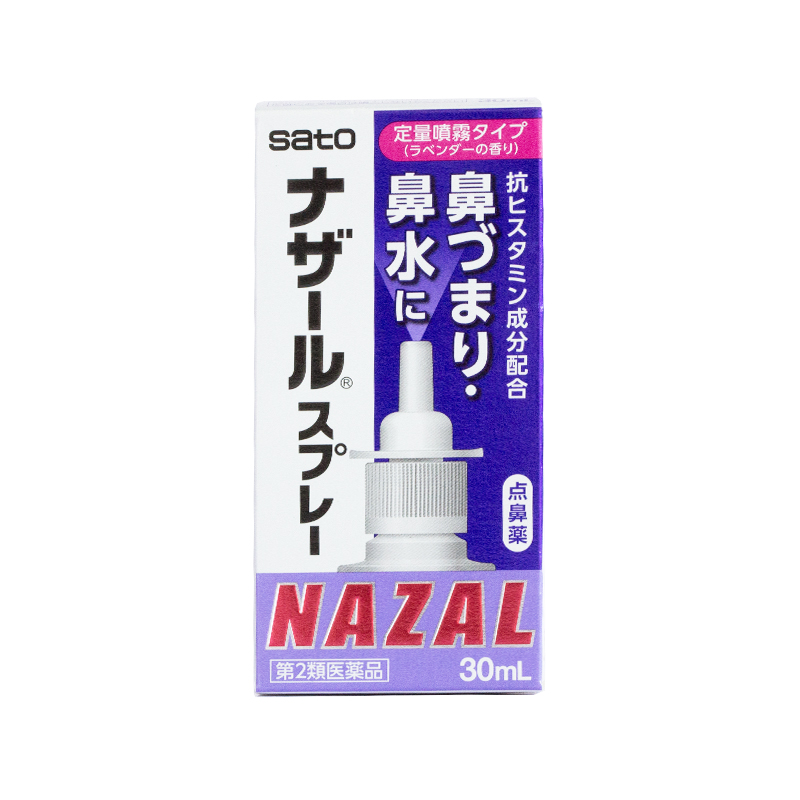 sato
ナザール®スプレー
定量噴霧タイプ
(ラベンダーの香り)
抗ヒスタミン成分配合
鼻づまり・
鼻水に
点鼻薬
NAZAL
第2類医薬品
30mL